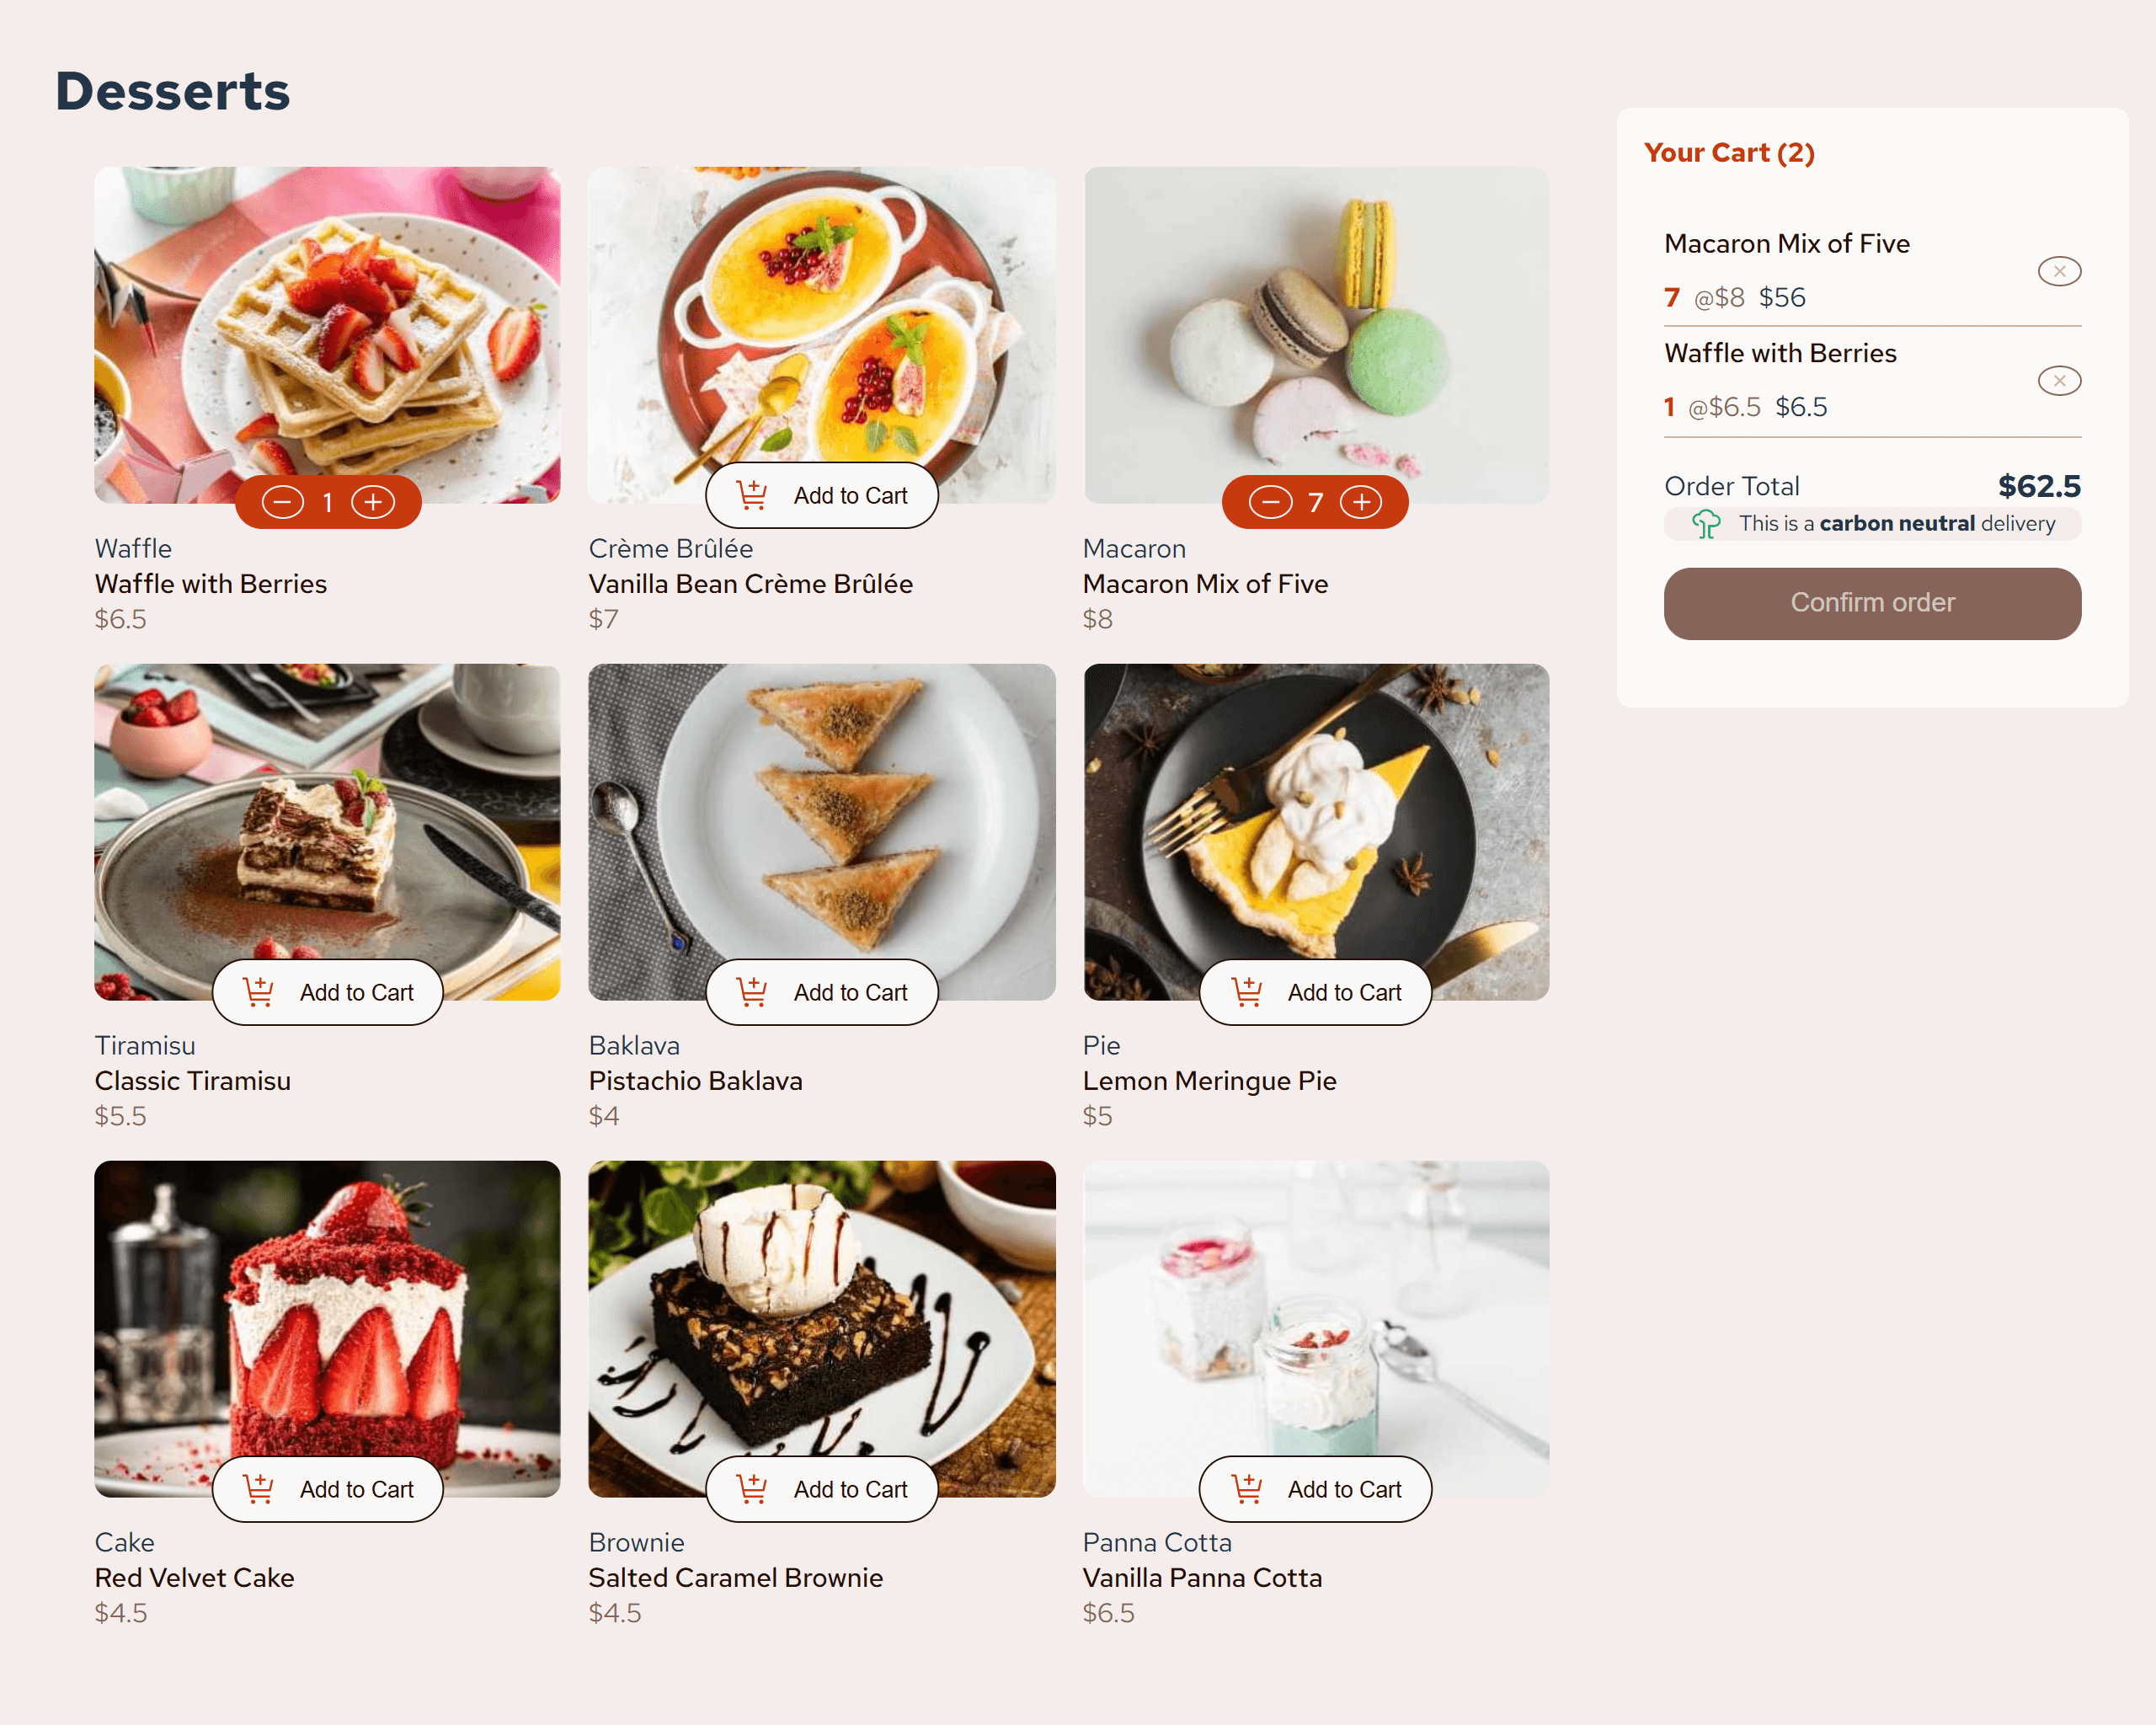 Desserts
1
Waffle
Waffle with Berries
$6.5
Add to Cart
Crème Brûlée
Vanilla Bean Crème Brûlée
$7
7
Macaron
Macaron Mix of Five
$8
Add to Cart
Tiramisu
Classic Tiramisu
$5.5
Add to Cart
Baklava
Pistachio Baklava
$4
Add to Cart
Pie
Lemon Meringue Pie
$5
Add to Cart
Cake
Red Velvet Cake
$4.5
Add to Cart
Brownie
Salted Caramel Brownie
$4.5
Add to Cart
Panna Cotta
Vanilla Panna Cotta
$6.5
Your Cart (2)
Macaron Mix of Five
7 @$8 $56
Waffle with Berries
1 @$6.5 $6.5
Order Total $62.5
This is a carbon neutral delivery
Confirm order